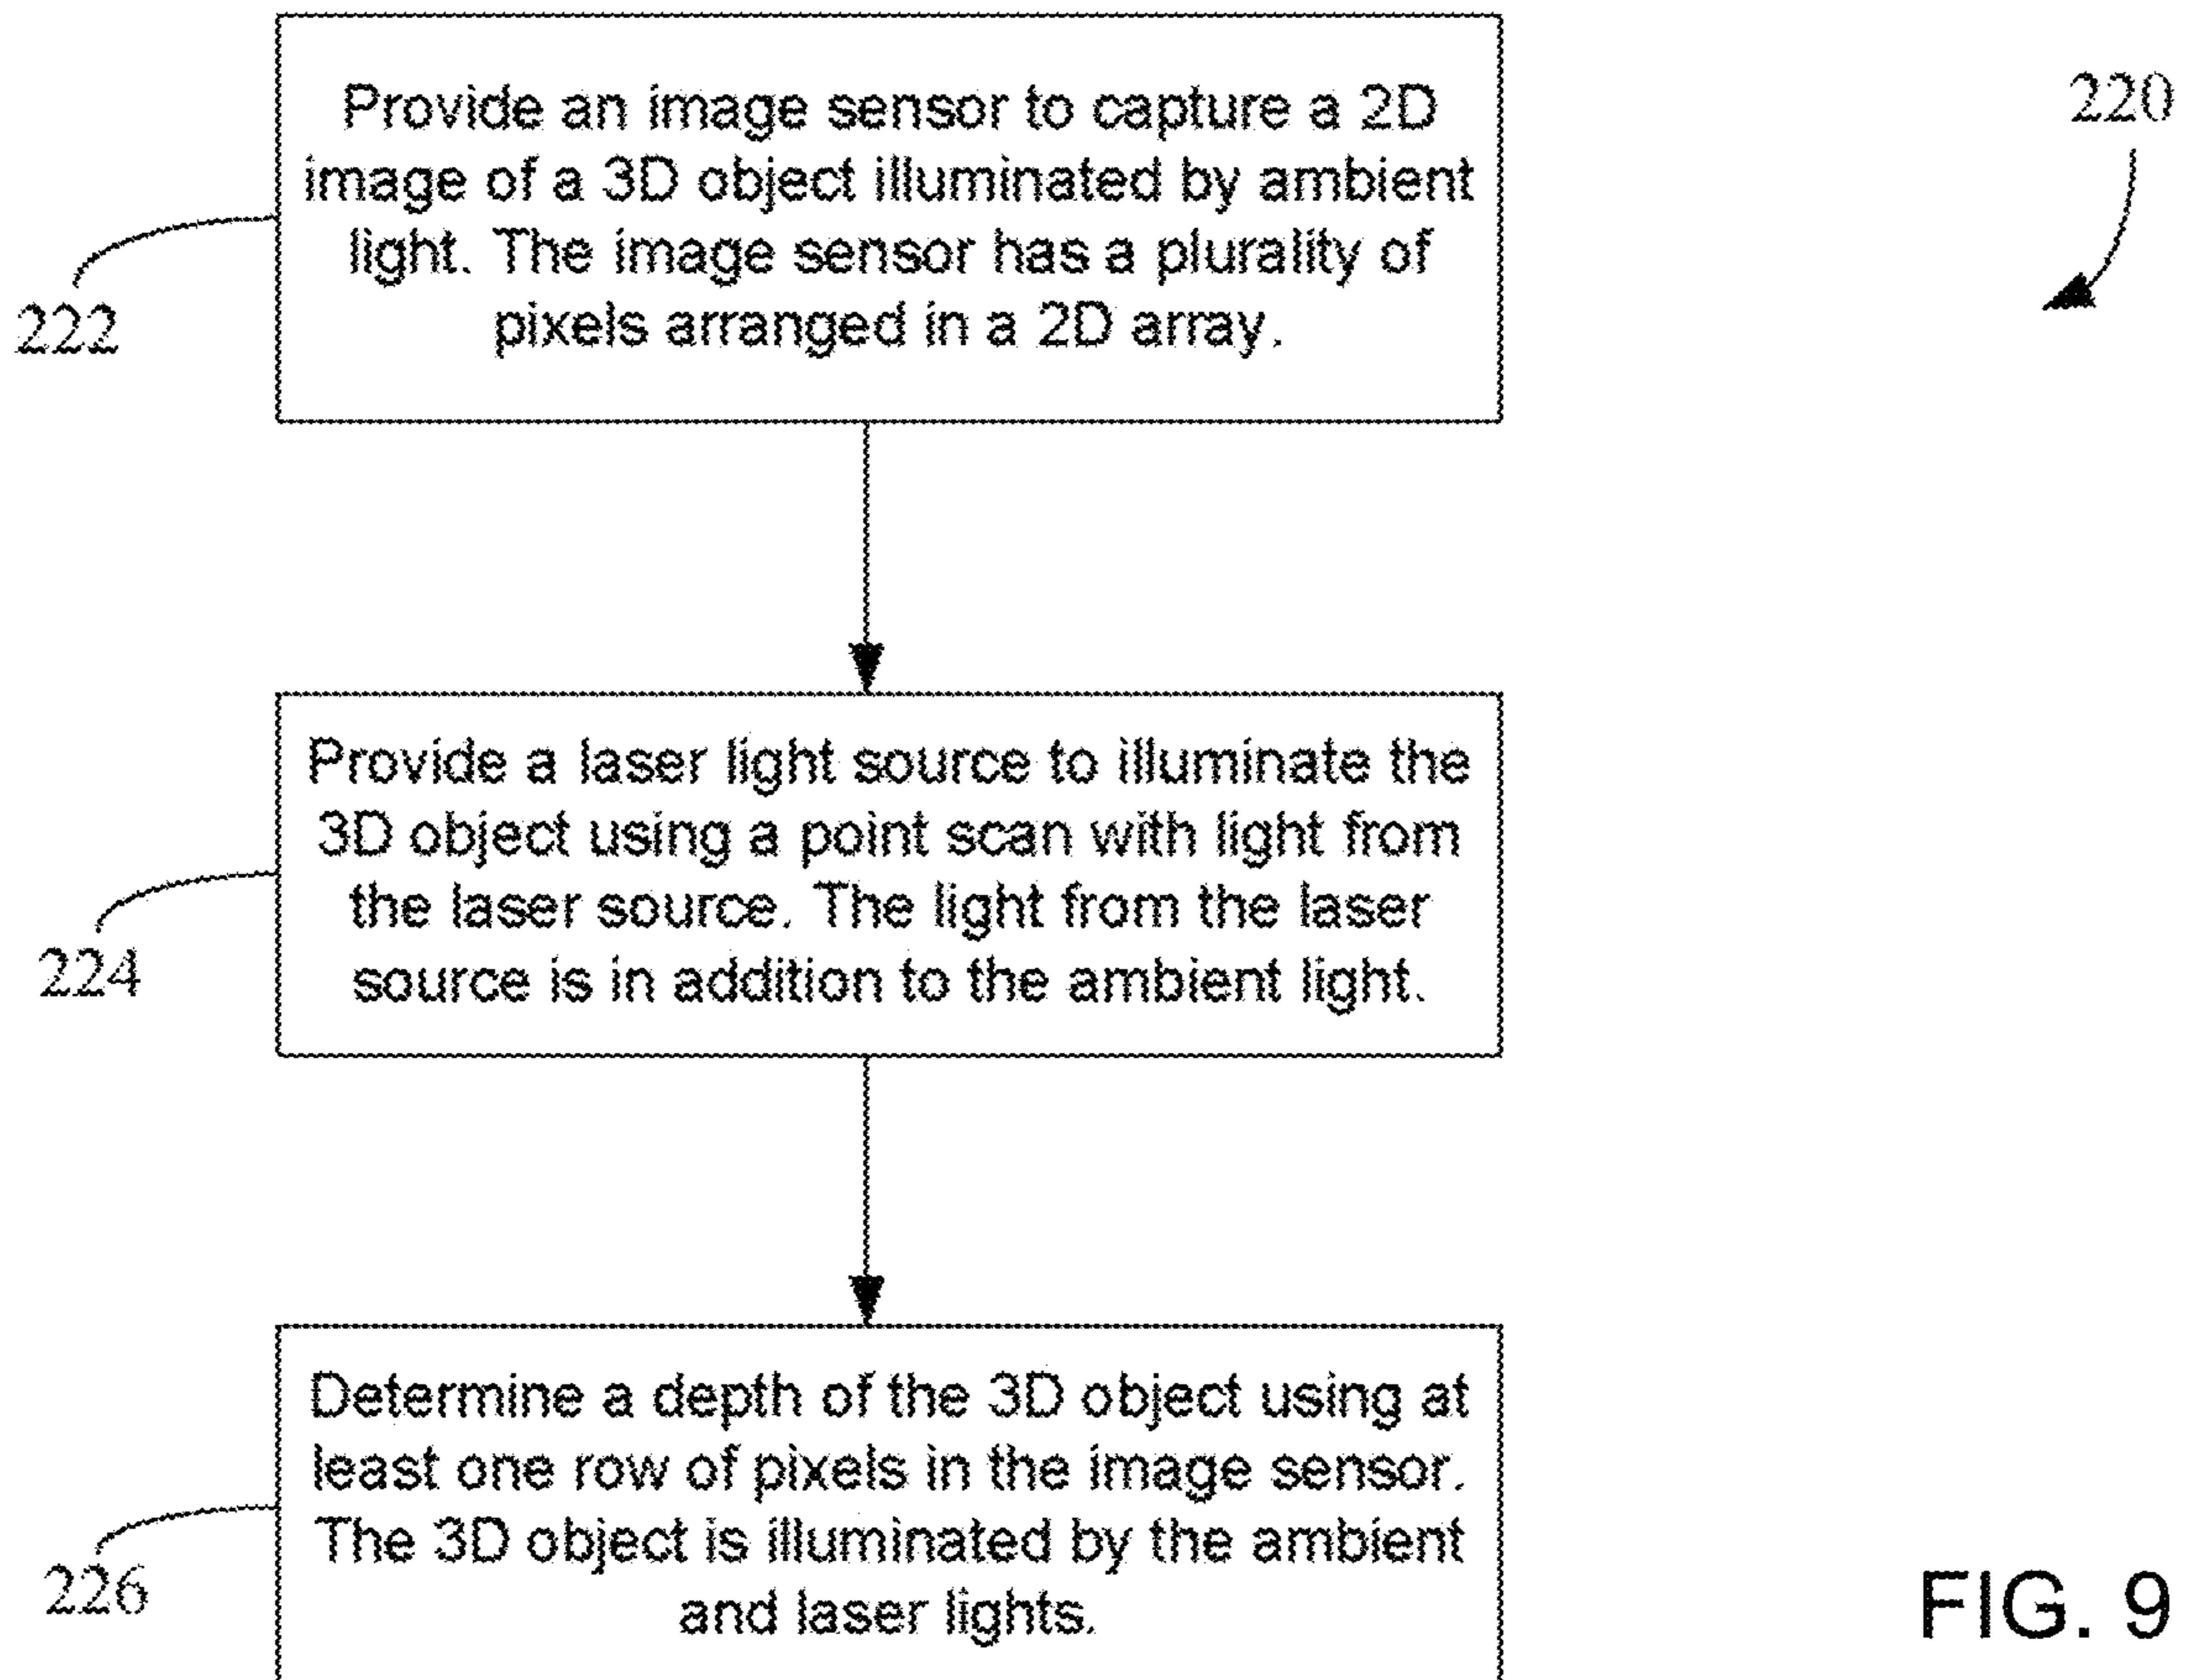 Provide an image sensor to capture a 2D
image of a 3D object illuminated by ambient
light. The image sensor has a plurality of
pixels arranged in a 2D array.
220
222
Provide a laser light source to illuminate the
3D object using a point scan with light from
the laser source. The light from the laser
source is in addition to the ambient light.
224
Determine a depth of the 3D object using at
least one row of pixels in the image sensor.
The 3D object is illuminated by the ambient
and laser lights.
226
FIG. 9